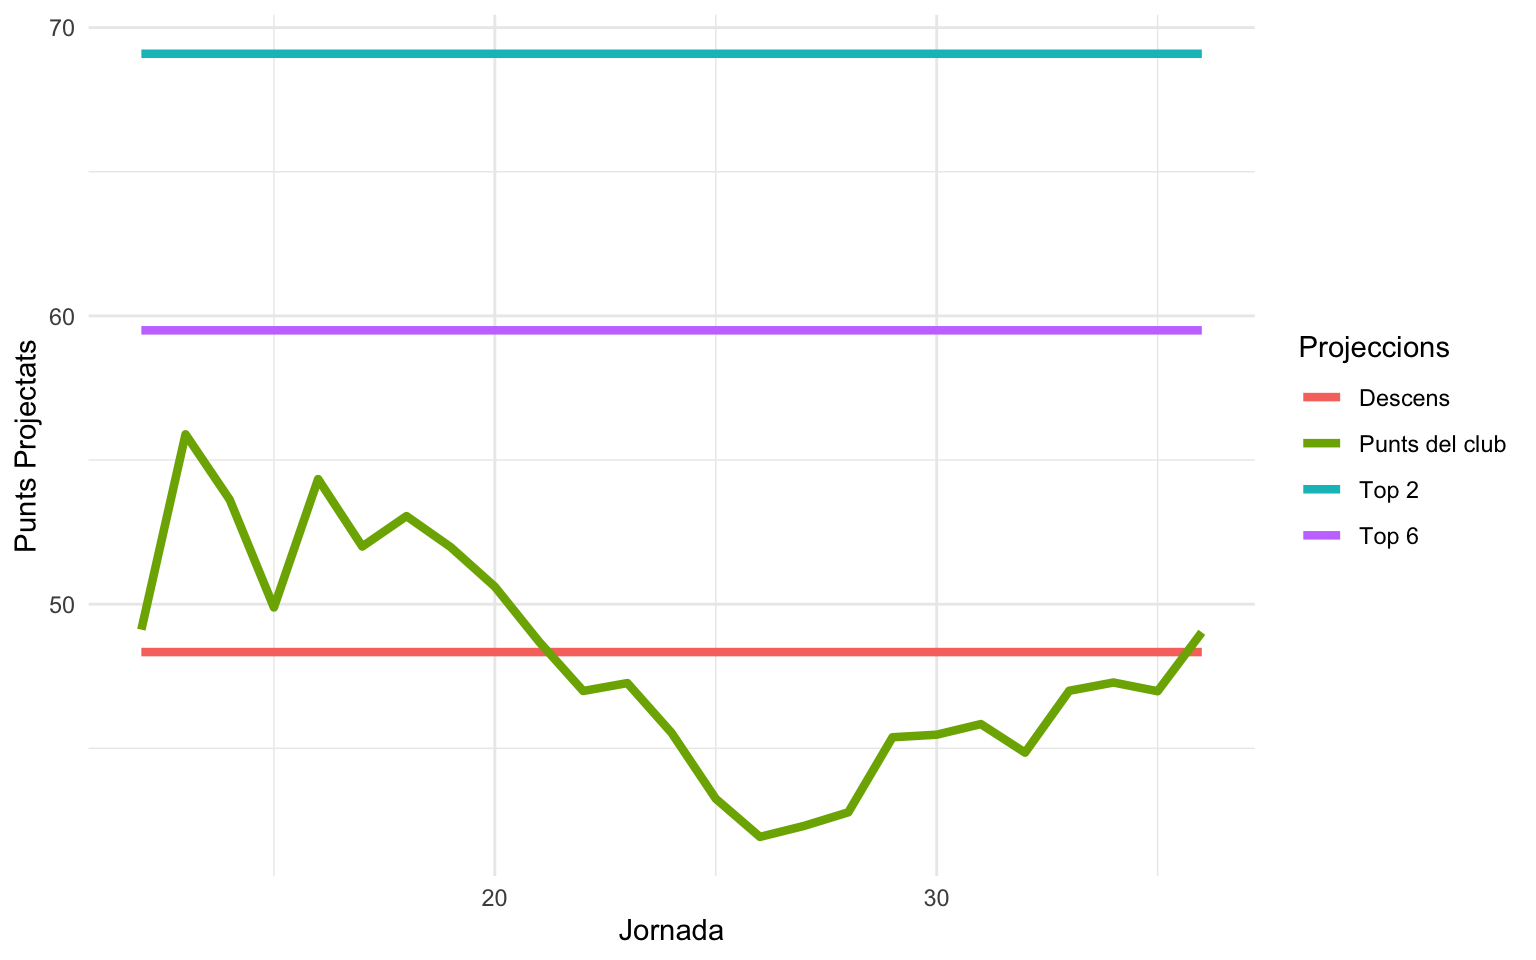 70
60
50
Punts Projectats
20
30
Jornada
Projeccions
Descens
Punts del club
Top 2
Top 6